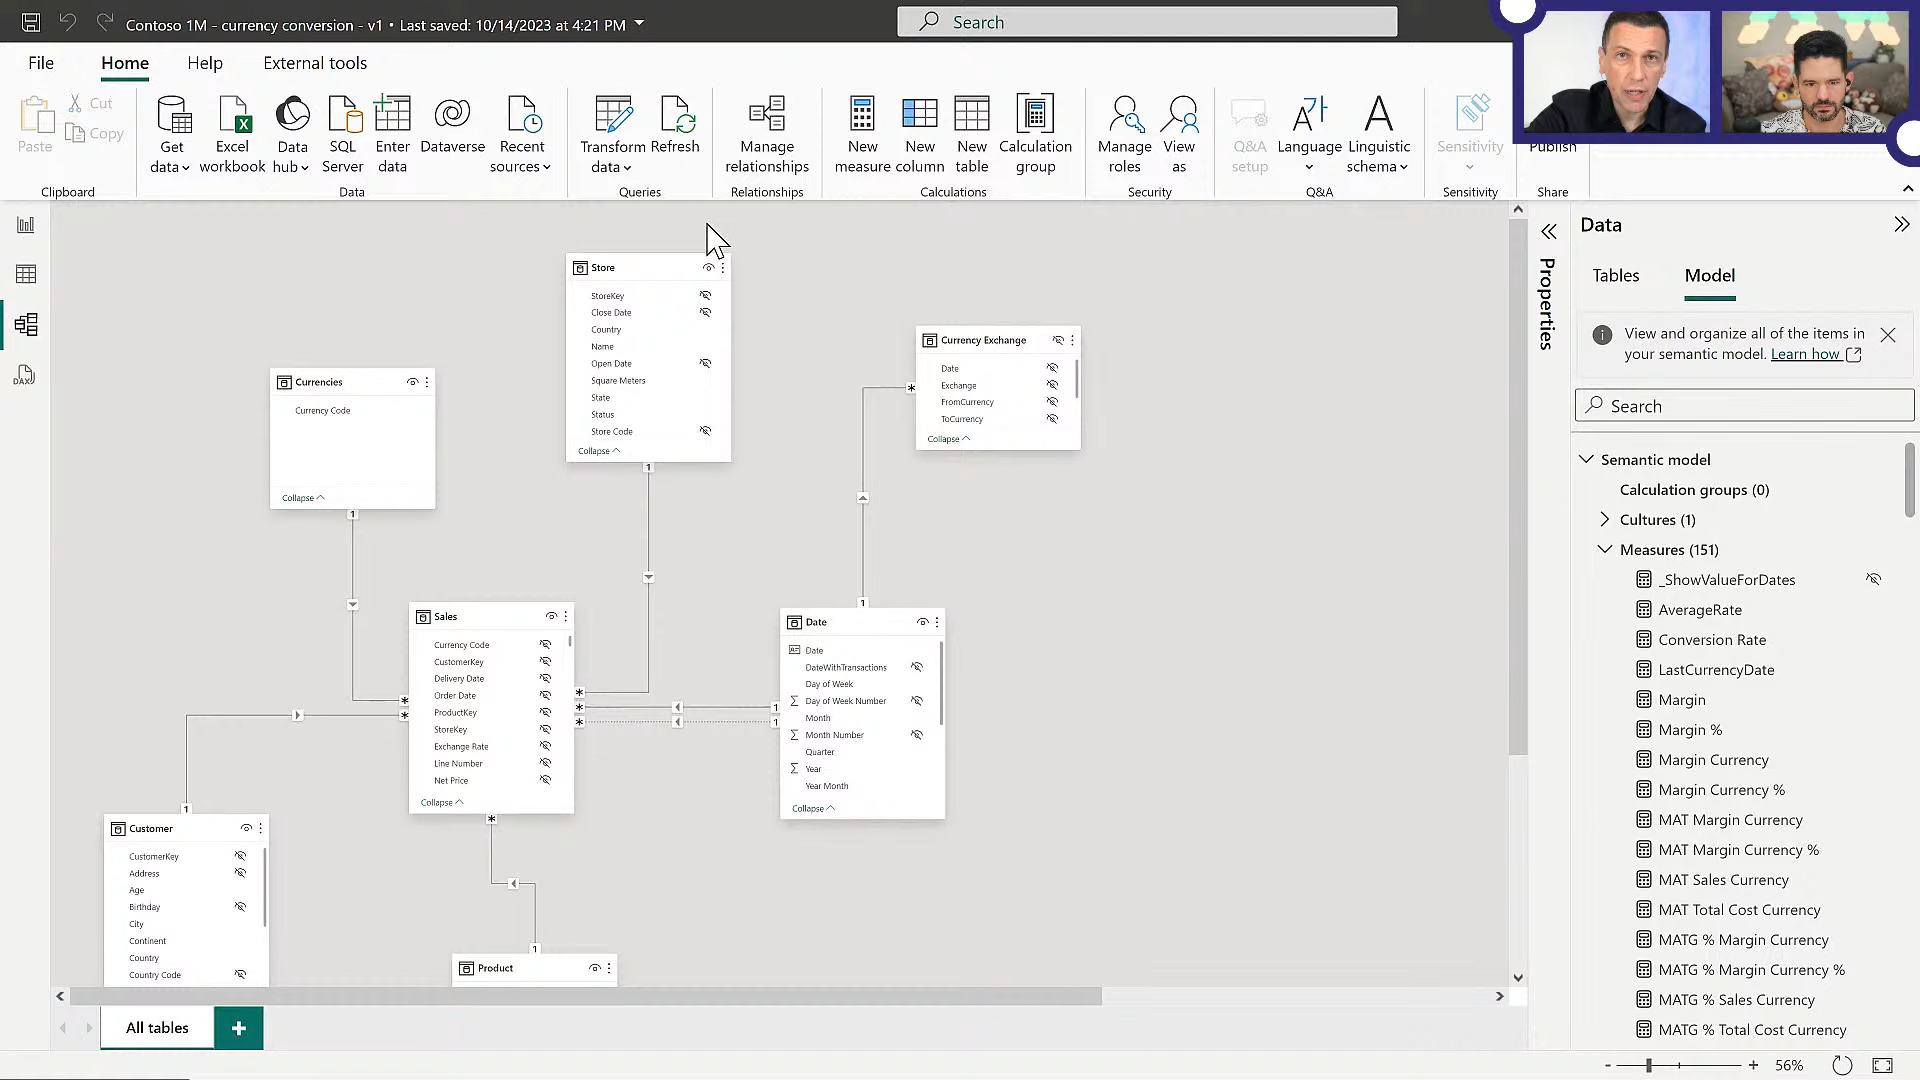 Contoso 1M - currency conversion - v1 • Last saved: 10/14/2023 at 4:21 PM
Search
File
Home
Help
External tools
Paste
Cut
Copy
Clipboard
Get data
Excel workbook
Data hub
SQL Server
Enter data
Dataverse
Recent sources
Data
Transform data
Refresh
Queries
Manage relationships
Relationships
New measure
New column
New table
Calculation group
Calculations
Manage roles
View as
Security
Q&A setup
Language
Linguistic schema
Q&A
Sensitivity
Sensitivity
Publish
Share
Store
StoreKey
Close Date
Country
Name
Open Date
Square Meters
State
Status
Store Code
Collapse
1
Currency Exchange
Date
Exchange
FromCurrency
ToCurrency
Collapse
*
Currencies
Currency Code
Collapse
1
Sales
Currency Code
CustomerKey
Delivery Date
Order Date
ProductKey
StoreKey
Exchange Rate
Line Number
Net Price
Collapse
*
*
*
*
*
*
1
1
1
Date
Date
DateWithTransactions
Day of Week
Day of Week Number
Month
Month Number
Quarter
Year
Year Month
Collapse
1
Customer
CustomerKey
Address
Age
Birthday
City
Continent
Country
Country Code
1
Product
All tables
+
Properties
Data
Tables
Model
View and organize all of the items in
your semantic model. Learn how
Search
Semantic model
Calculation groups (0)
Cultures (1)
Measures (151)
_ShowValueForDates
AverageRate
Conversion Rate
LastCurrencyDate
Margin
Margin %
Margin Currency
Margin Currency %
MAT Margin Currency
MAT Margin Currency %
MAT Sales Currency
MAT Total Cost Currency
MATG % Margin Currency
MATG % Margin Currency %
MATG % Sales Currency
MATG % Total Cost Currency
- + 56%